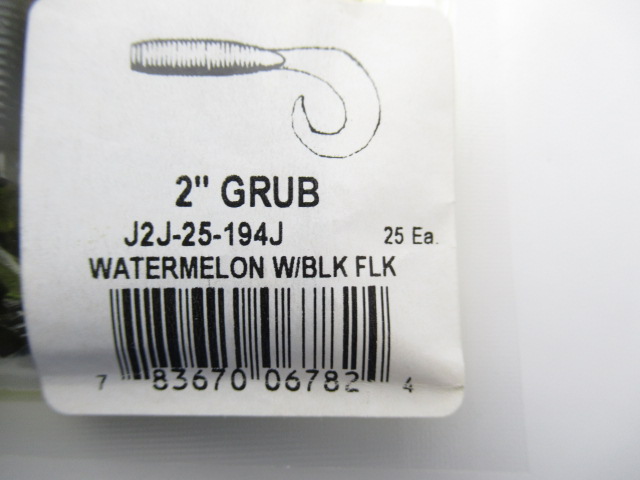 2" GRUB
J2J-25-194J 25 Ea.
WATERMELON W/BLK FLK
7 83670 06782 4